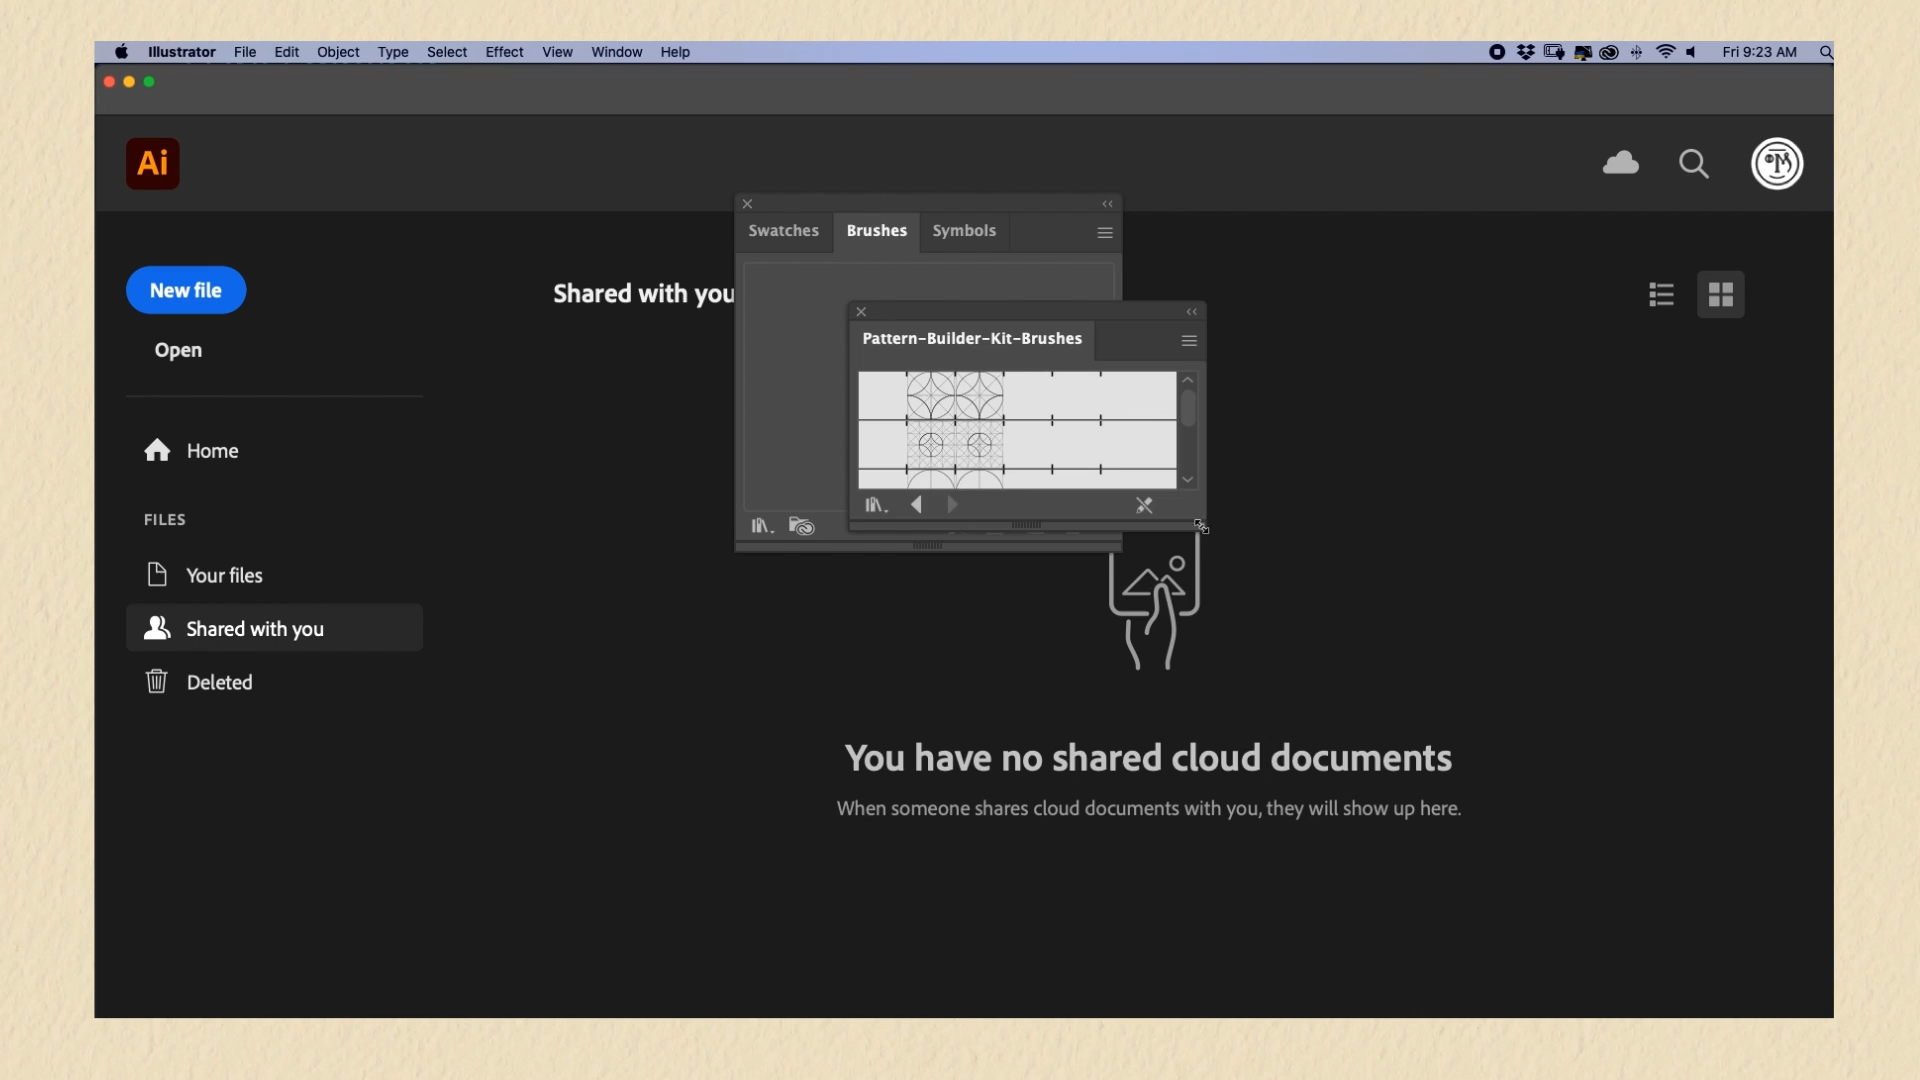 Illustrator File Edit Object Type Select Effect View Window Help
Fri 9:23 AM
Ai
Swatches Brushes Symbols
New file
Shared with you
Open
Pattern-Builder-Kit-Brushes
Home
FILES
Your files
Shared with you
Deleted
You have no shared cloud documents
When someone shares cloud documents with you, they will show up here.